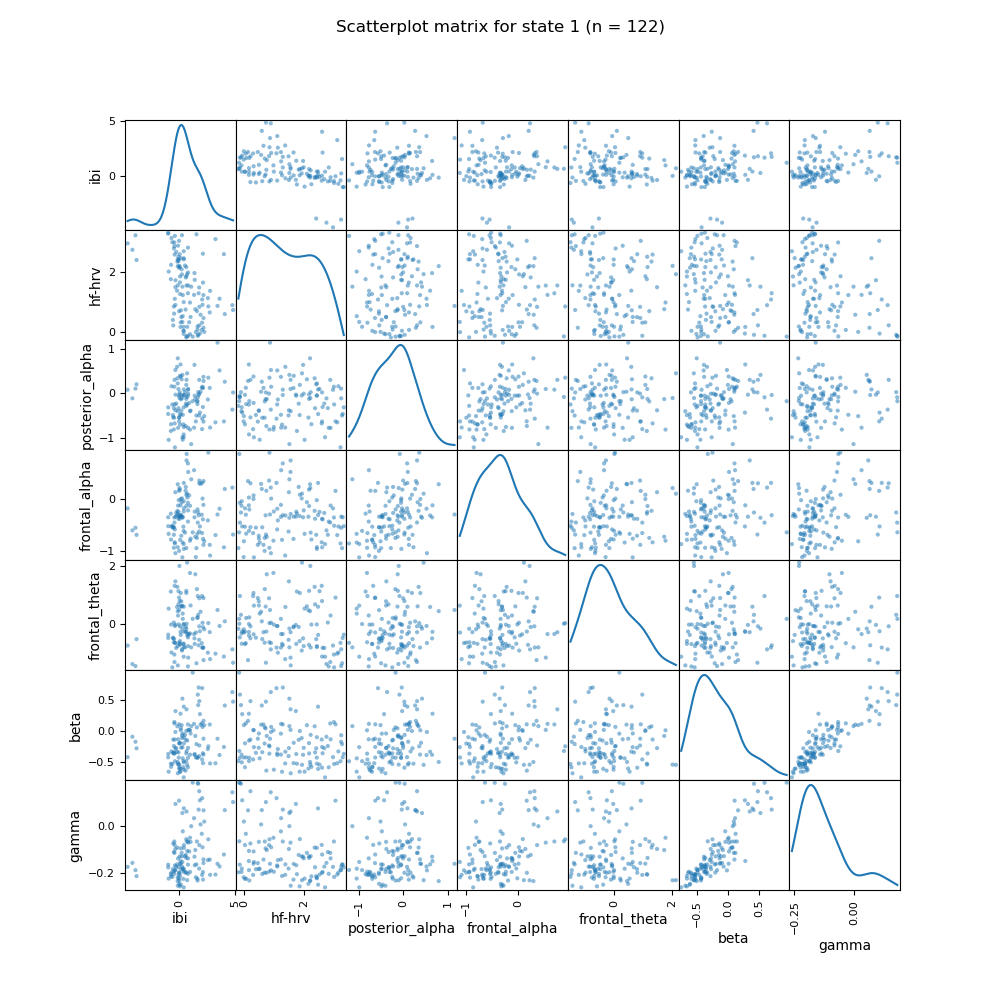 Scatterplot matrix for state 1 (n = 122)
5
0
ibi
2
0
hf-hrv
1
0
−1
posterior_alpha
0
−1
frontal_alpha
2
0
frontal_theta
0.5
0.0
−0.5
beta
0.0
−0.2
gamma
0 5
ibi
0 2
hf-hrv
−1 0 1
posterior_alpha
−1 0
frontal_alpha
0 2
frontal_theta
−0.5 0.0 0.5
beta
−0.25 0.00
gamma